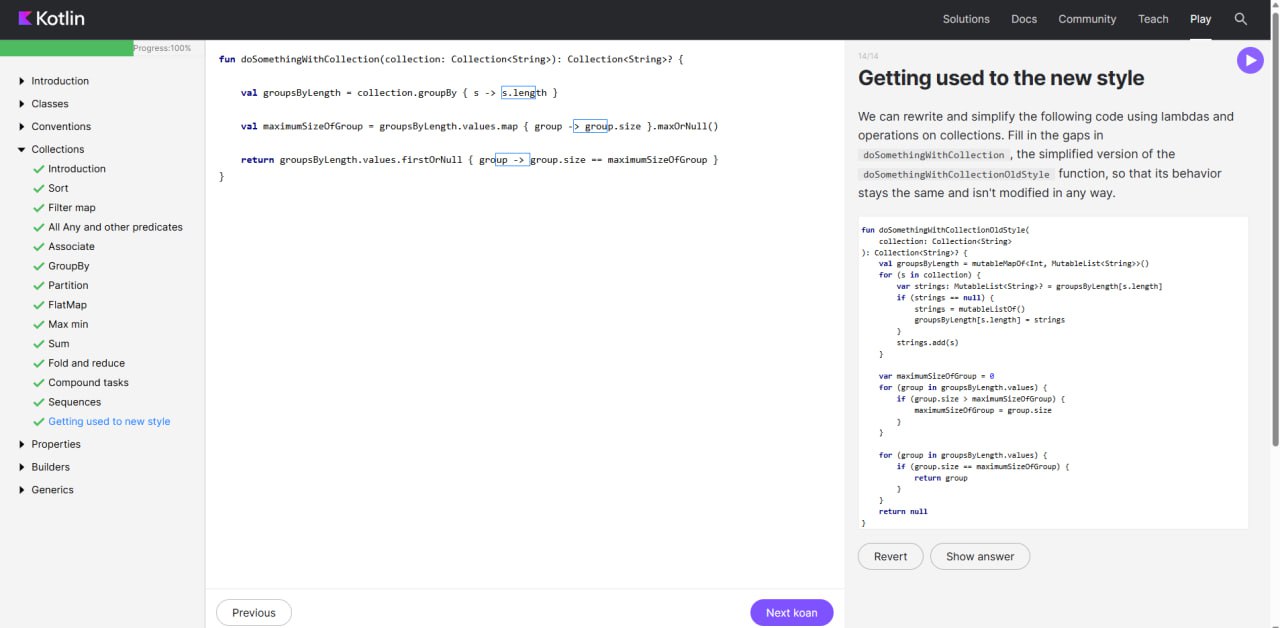 Kotlin
Solutions Docs Community Teach Play
Progress:100%
Introduction
Classes
Conventions
Collections
Introduction
Sort
Filter map
All Any and other predicates
Associate
GroupBy
Partition
FlatMap
Max min
Sum
Fold and reduce
Compound tasks
Sequences
Getting used to new style
Properties
Builders
Generics
fun doSomethingWithCollection(collection: Collection<String>): Collection<String>? {
val groupsByLength = collection.groupBy { s -> s.length }
val maximumSizeOfGroup = groupsByLength.values.map { group -> group.size }.maxOrNull()
return groupsByLength.values.firstOrNull { group -> group.size == maximumSizeOfGroup }
}
Previous
Next koan
14/14
Getting used to the new style
We can rewrite and simplify the following code using lambdas and
operations on collections. Fill in the gaps in
doSomethingWithCollection , the simplified version of the
doSomethingWithCollectionOldStyle function, so that its behavior
stays the same and isn't modified in any way.
fun doSomethingWithCollectionOldStyle(
collection: Collection<String>
): Collection<String>? {
val groupsByLength = mutableMapOf<Int, MutableList<String>>()
for (s in collection) {
var strings: MutableList<String>? = groupsByLength[s.length]
if (strings == null) {
strings = mutableListOf()
groupsByLength[s.length] = strings
}
strings.add(s)
}
var maximumSizeOfGroup = 0
for (group in groupsByLength.values) {
if (group.size > maximumSizeOfGroup) {
maximumSizeOfGroup = group.size
}
}
for (group in groupsByLength.values) {
if (group.size == maximumSizeOfGroup) {
return group
}
}
return null
}
Revert
Show answer